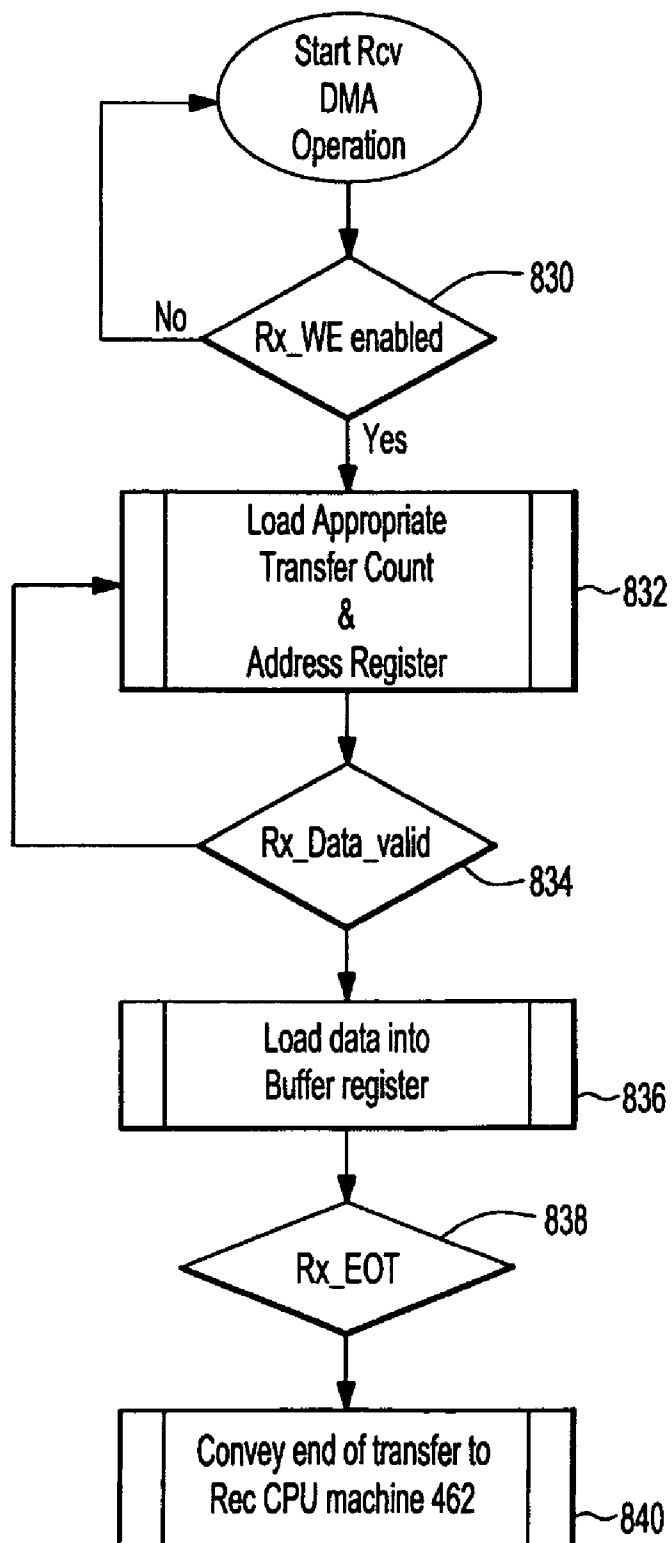 Start Rcv
DMA
Operation
830
No
Rx_WE enabled
Yes
Load Appropriate
Transfer Count
&
Address Register
832
Rx_Data_valid
834
Load data into
Buffer register
836
838
Rx_EOT
Convey end of transfer to
Rec CPU machine 462
840